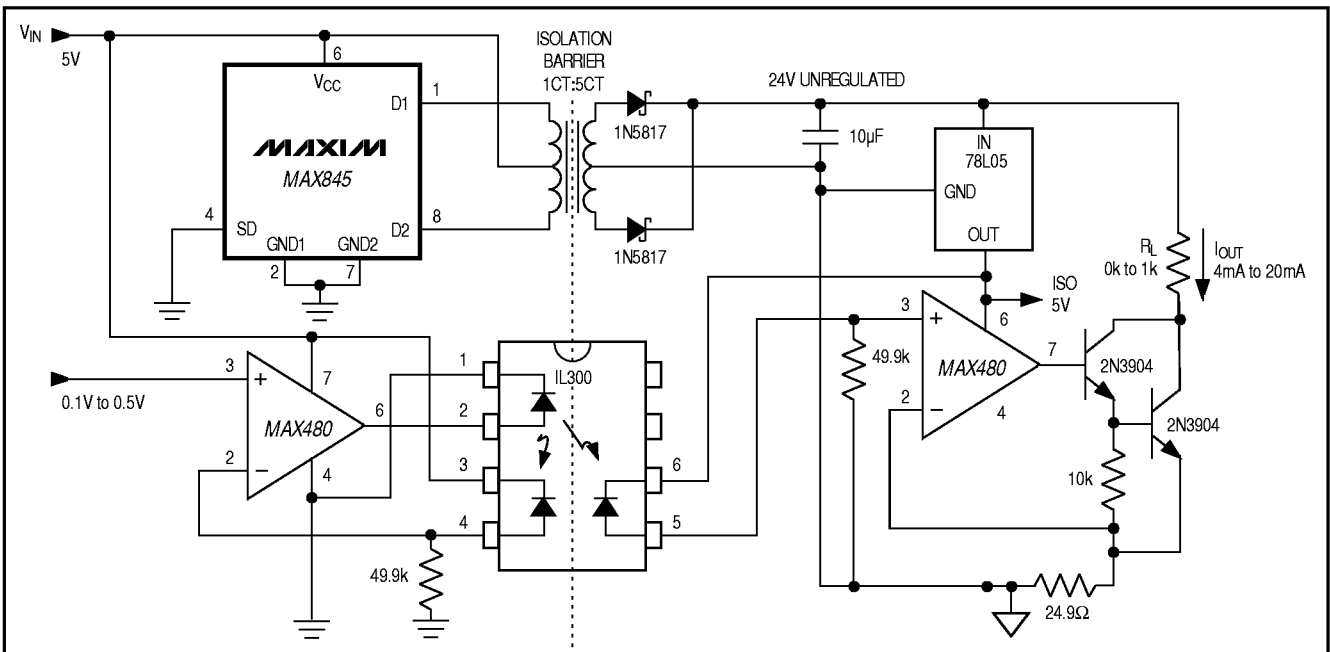 VIN
5V
6
VCC
D1
1
MAXIM
MAX845
4
SD
GND1
GND2
D2
8
2
7
ISOLATION
BARRIER
1CT:5CT
1N5817
1N5817
24V UNREGULATED
10µF
IN
78L05
GND
OUT
RL
0k to 1k
IOUT
4mA to 20mA
ISO
5V
3
+
6
MAX480
7
2
−
4
49.9k
2N3904
2N3904
10k
24.9Ω
3
0.1V to 0.5V
+
7
MAX480
6
2
−
4
49.9k
1
2
3
4
IL300
6
5